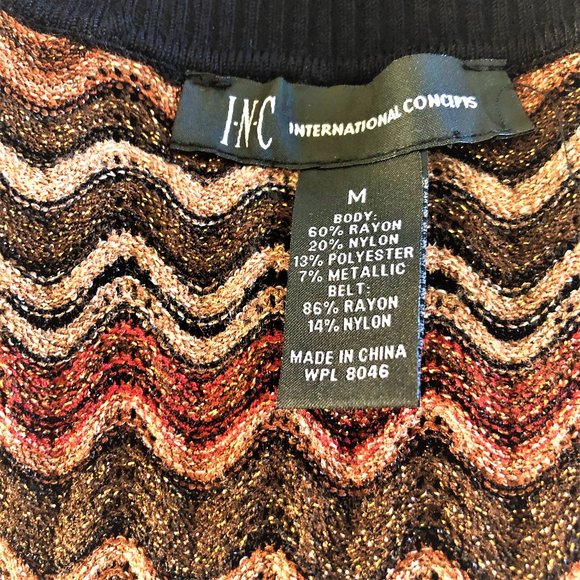 I·N·C INTERNATIONAL CONCEPTS
M
BODY:
60% RAYON
20% NYLON
13% POLYESTER
7% METALLIC
BELT:
86% RAYON
14% NYLON
MADE IN CHINA
WPL 8046